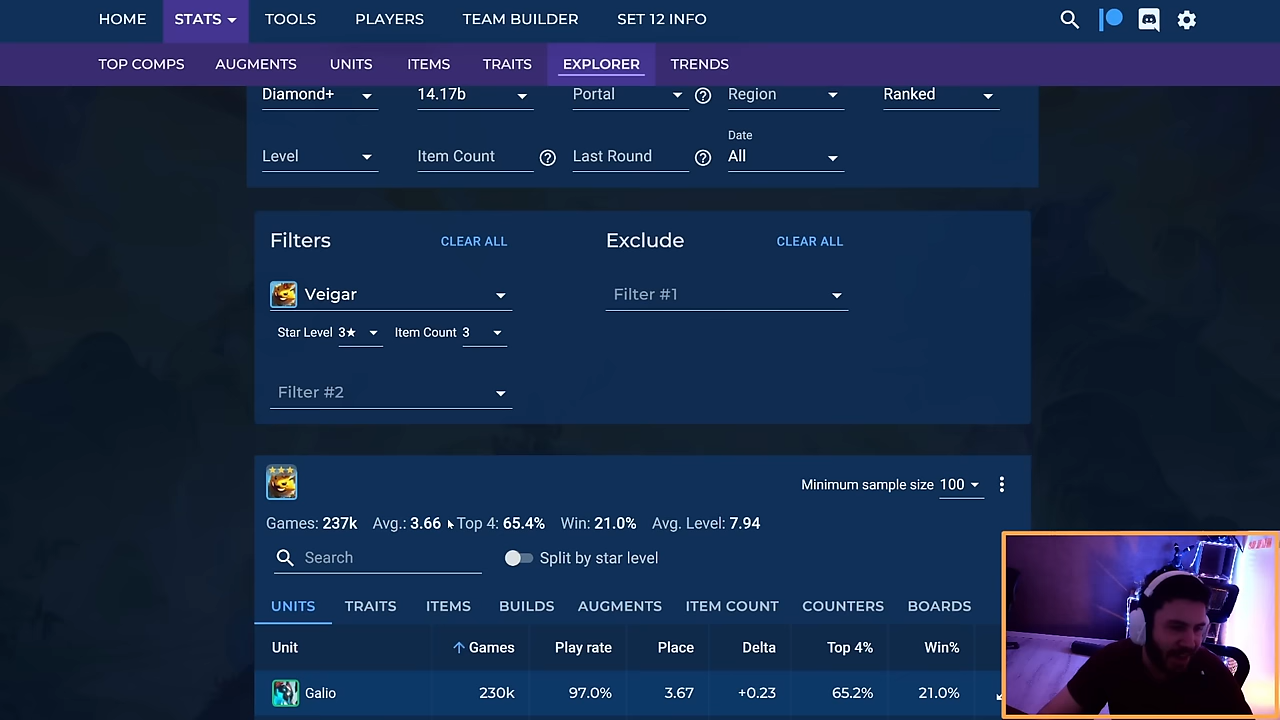 HOME STATS TOOLS PLAYERS TEAM BUILDER SET 12 INFO
TOP COMPS AUGMENTS UNITS ITEMS TRAITS EXPLORER TRENDS
Diamond+ 14.17b Portal Region Ranked
Date
Level Item Count Last Round All
Filters CLEAR ALL Exclude CLEAR ALL
Veigar Filter #1
Star Level 3★ Item Count 3
Filter #2
Minimum sample size 100
Games: 237k Avg.: 3.66 Top 4: 65.4% Win: 21.0% Avg. Level: 7.94
Search Split by star level
UNITS TRAITS ITEMS BUILDS AUGMENTS ITEM COUNT COUNTERS BOARDS
Unit Games Play rate Place Delta Top 4% Win%
Galio 230k 97.0% 3.67 +0.23 65.2% 21.0%